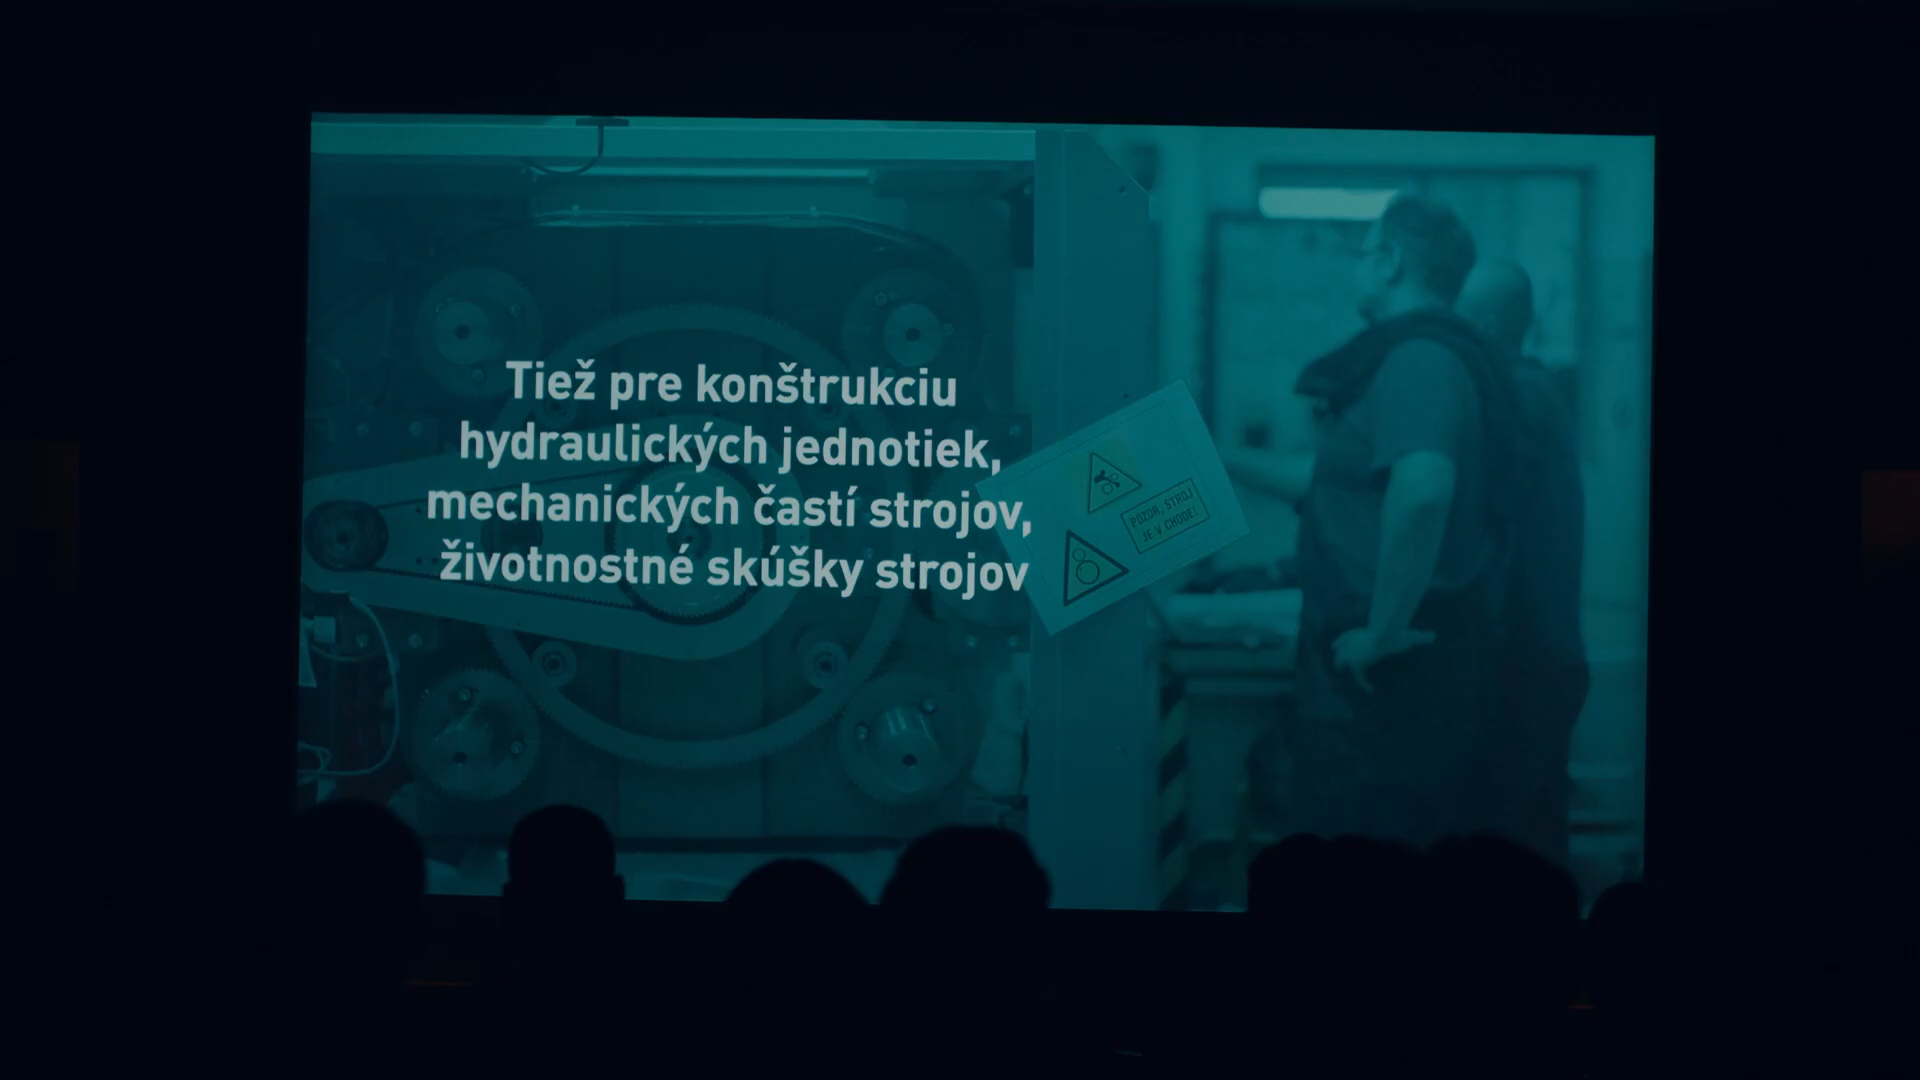 Tiež pre konštrukciu
hydraulických jednotiek,
mechanických častí strojov,
životnostné skúšky strojov
POZOR, STROJ
JE V CHODE!